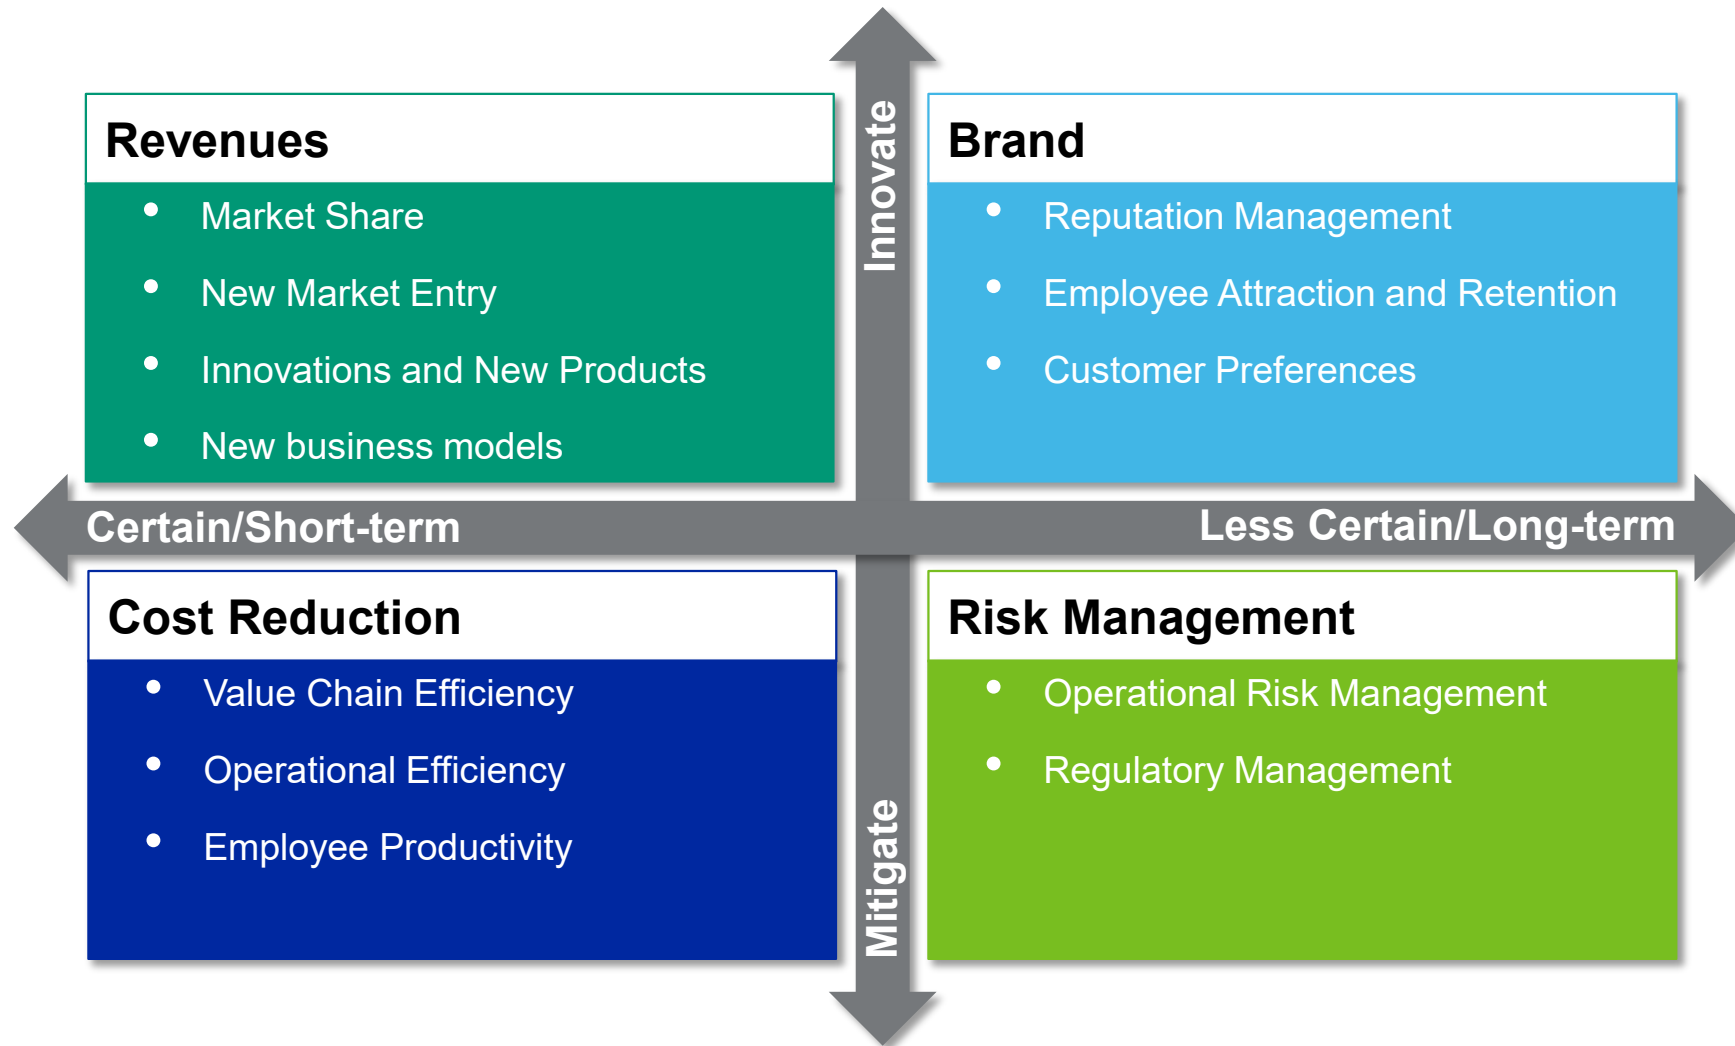 Innovate
Revenues
• Market Share
• New Market Entry
• Innovations and New Products
• New business models
Brand
• Reputation Management
• Employee Attraction and Retention
• Customer Preferences
Certain/Short-term
Less Certain/Long-term
Cost Reduction
• Value Chain Efficiency
• Operational Efficiency
• Employee Productivity
Risk Management
• Operational Risk Management
• Regulatory Management
Mitigate